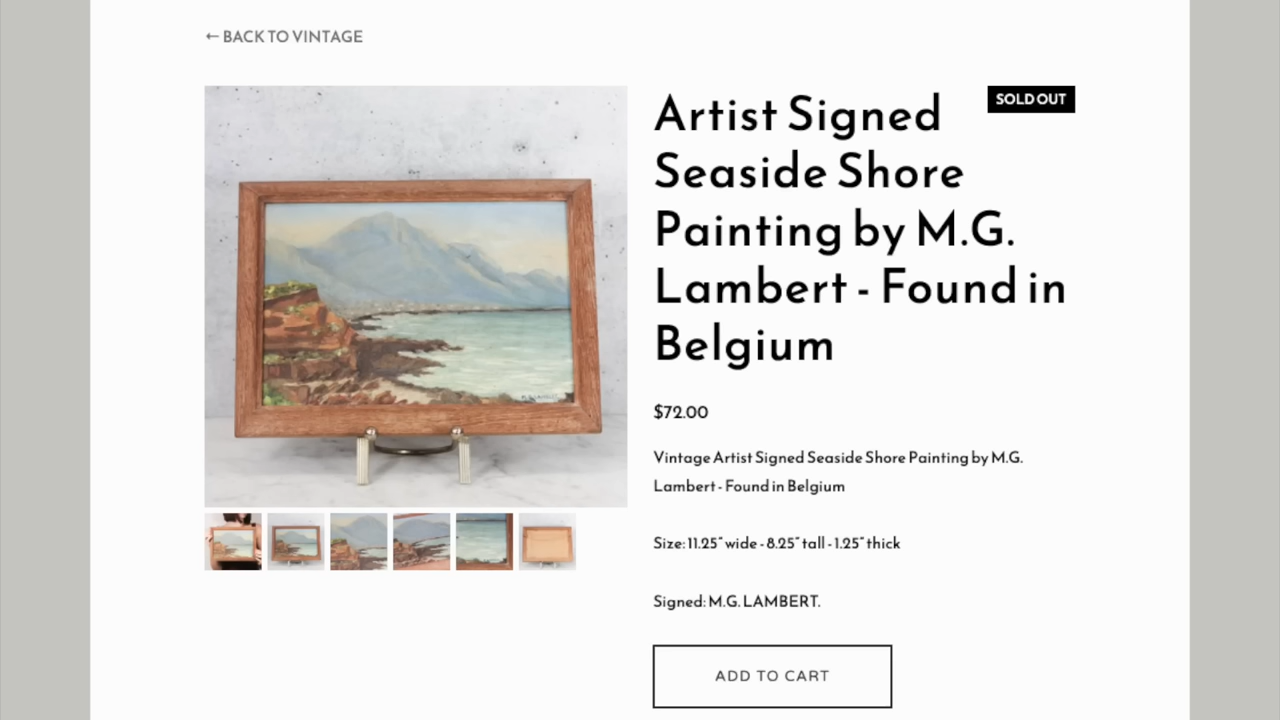 ← BACK TO VINTAGE
SOLD OUT
Artist Signed
Seaside Shore
Painting by M.G.
Lambert - Found in
Belgium
$72.00
Vintage Artist Signed Seaside Shore Painting by M.G.
Lambert - Found in Belgium
Size: 11.25" wide - 8.25" tall - 1.25" thick
Signed: M.G. LAMBERT.
ADD TO CART